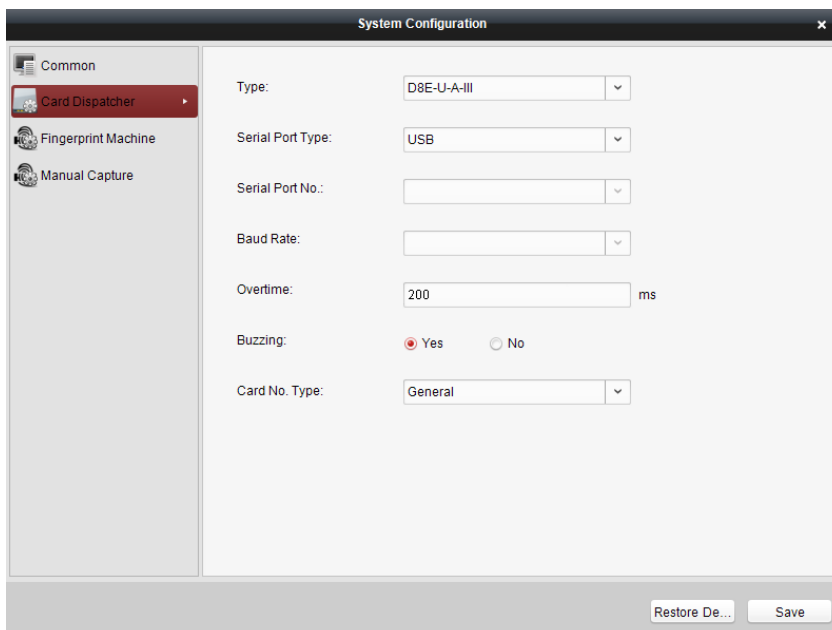 System Configuration
Common
Card Dispatcher
Fingerprint Machine
Manual Capture
Type: D8E-U-A-III
Serial Port Type: USB
Serial Port No.:
Baud Rate:
Overtime: 200 ms
Buzzing: Yes No
Card No. Type: General
Restore De... Save